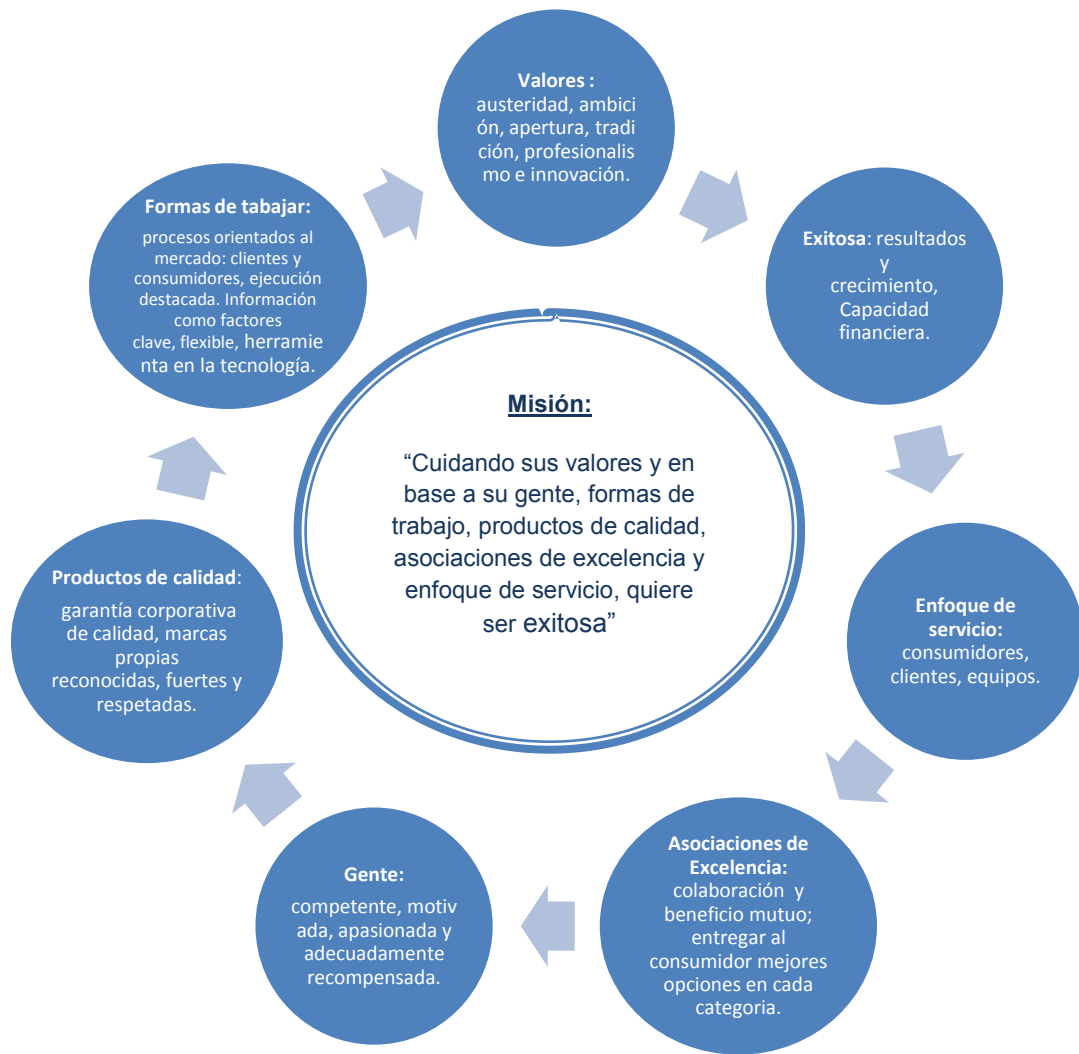 Valores :
austeridad, ambici
ón, apertura, tradi
ción, profesionalis
mo e innovación.
Exitosa: resultados
y
crecimiento,
Capacidad
financiera.
Enfoque de
servicio:
consumidores,
clientes, equipos.
Asociaciones de
Excelencia:
colaboración y
beneficio mutuo;
entregar al
consumidor mejores
opciones en cada
categoria.
Gente:
competente, motiv
ada, apasionada y
adecuadamente
recompensada.
Productos de calidad:
garantía corporativa
de calidad, marcas
propias
reconocidas, fuertes y
respetadas.
Formas de tabajar:
procesos orientados al
mercado: clientes y
consumidores, ejecución
destacada. Información
como factores
clave, flexible, herramie
nta en la tecnología.
Misión:
“Cuidando sus valores y en
base a su gente, formas de
trabajo, productos de calidad,
asociaciones de excelencia y
enfoque de servicio, quiere
ser exitosa”